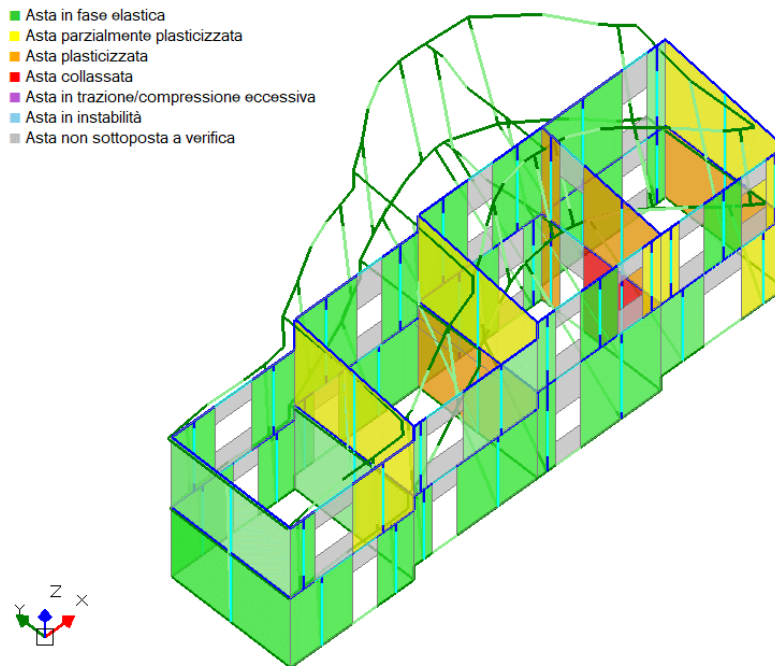 Asta in fase elastica
Asta parzialmente plasticizzata
Asta plasticizzata
Asta collassata
Asta in trazione/compressione eccessiva
Asta in instabilità
Asta non sottoposta a verifica
Z
Y X